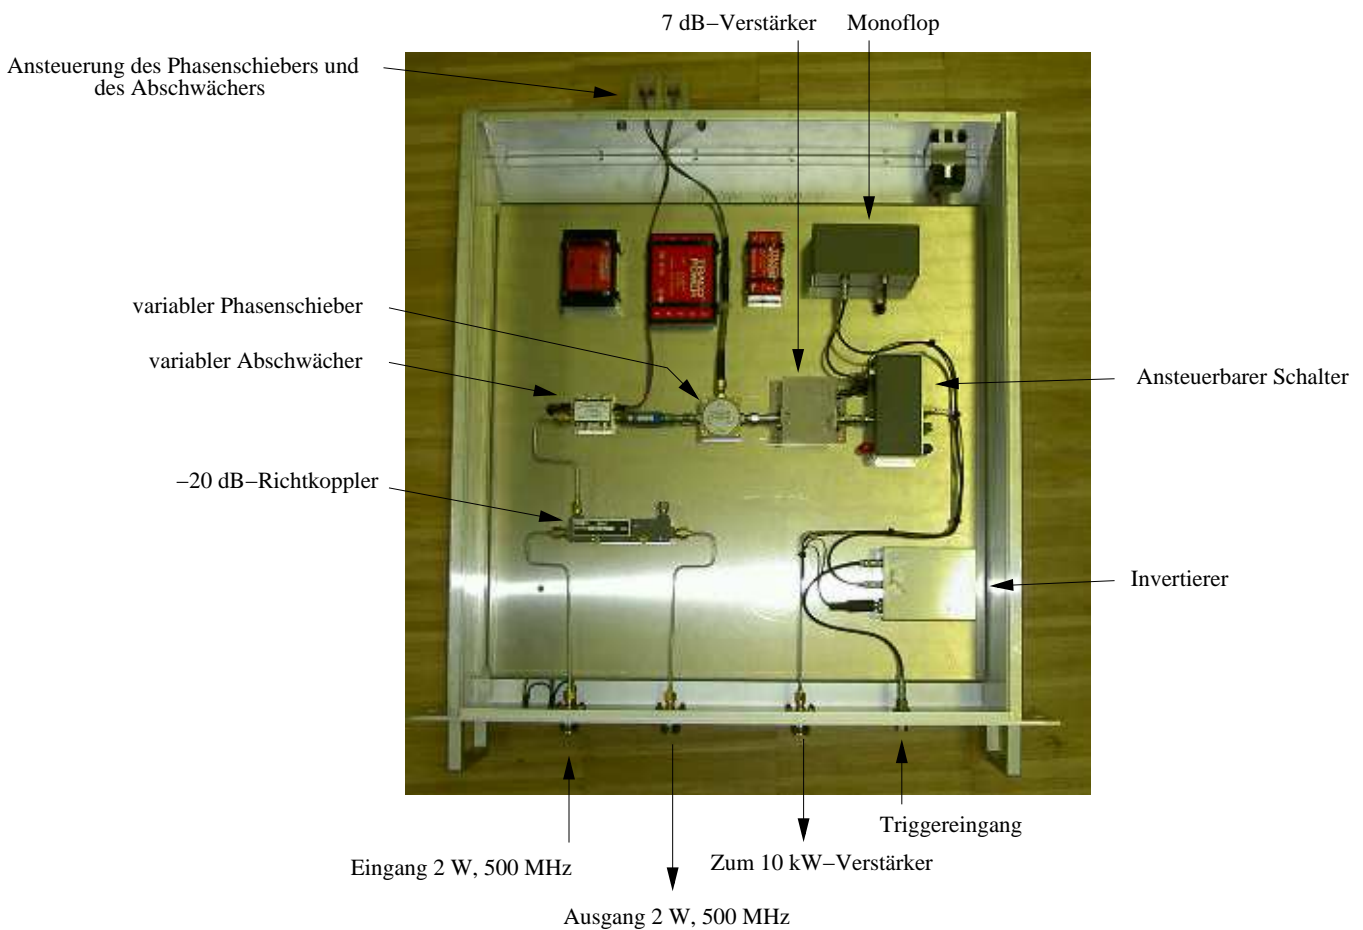 7 dB−Verstärker
Monoflop
Ansteuerung des Phasenschiebers und
des Abschwächers
variabler Phasenschieber
variabler Abschwächer
Ansteuerbarer Schalter
−20 dB−Richtkoppler
Invertierer
Triggereingang
Eingang 2 W, 500 MHz
Zum 10 kW−Verstärker
Ausgang 2 W, 500 MHz